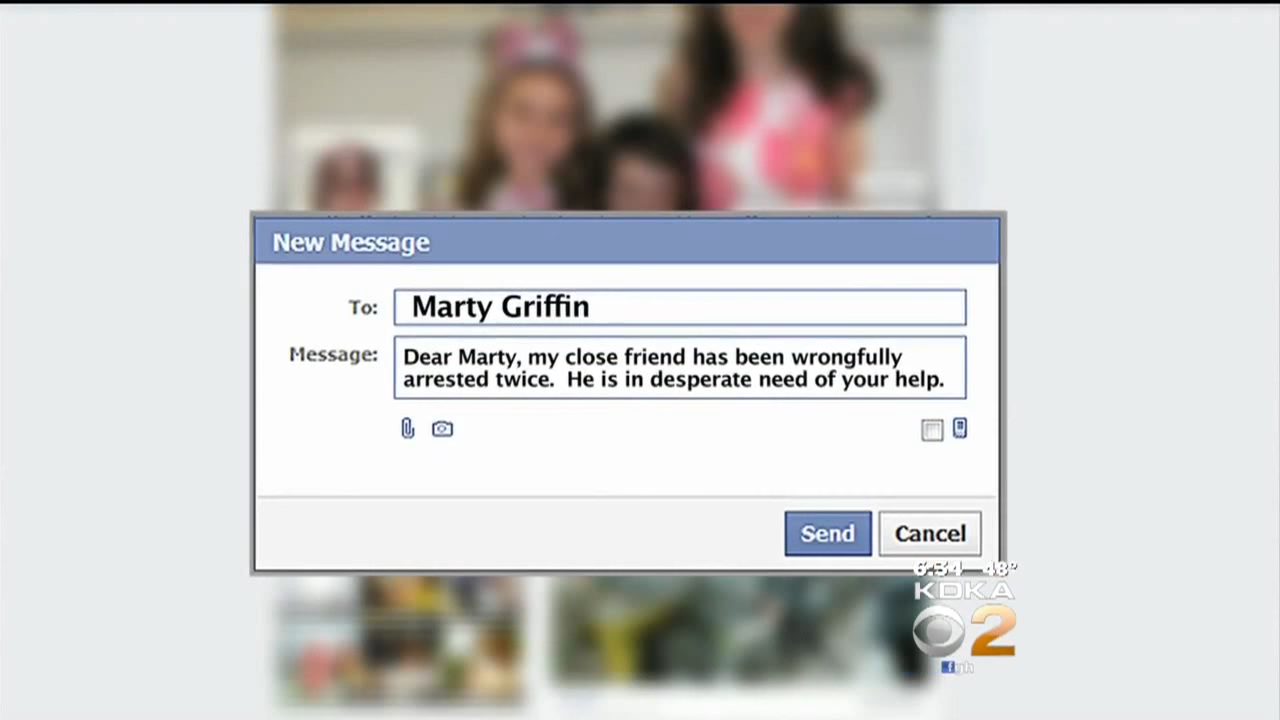 New Message
To: Marty Griffin
Message: Dear Marty, my close friend has been wrongfully
arrested twice. He is in desperate need of your help.
Send Cancel
6:34 48°
KDKA
2